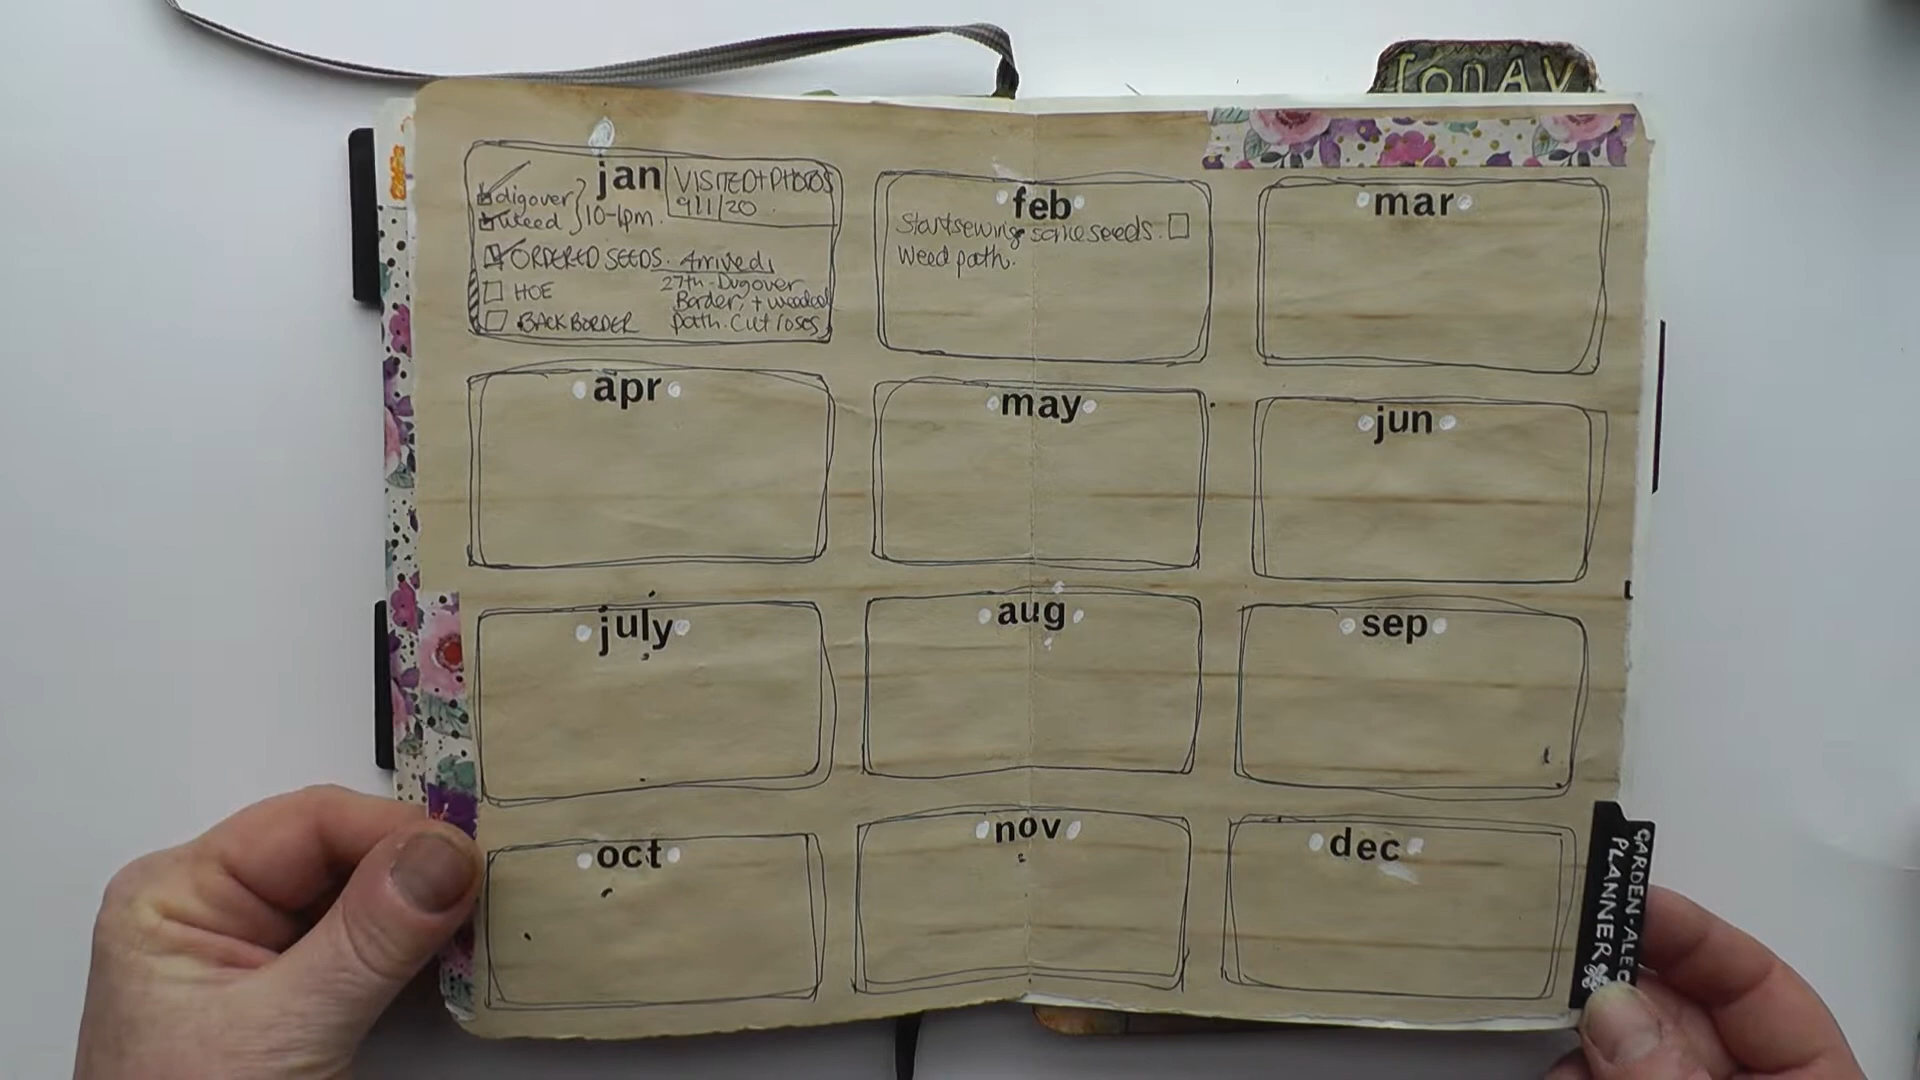 TODAY
jan
digover
weed
10-1pm.
VISITED + PHOTOS
9/1/20
ORDERED SEEDS. Arrived
HOE
BACK BORDER
27th - Dugover
Border, + weeded
path. Cut roses
feb
Start sewing some seeds.
Weed path.
mar
apr
may
jun
july
aug
sep
oct
nov
dec
GARDEN-
PLANNER